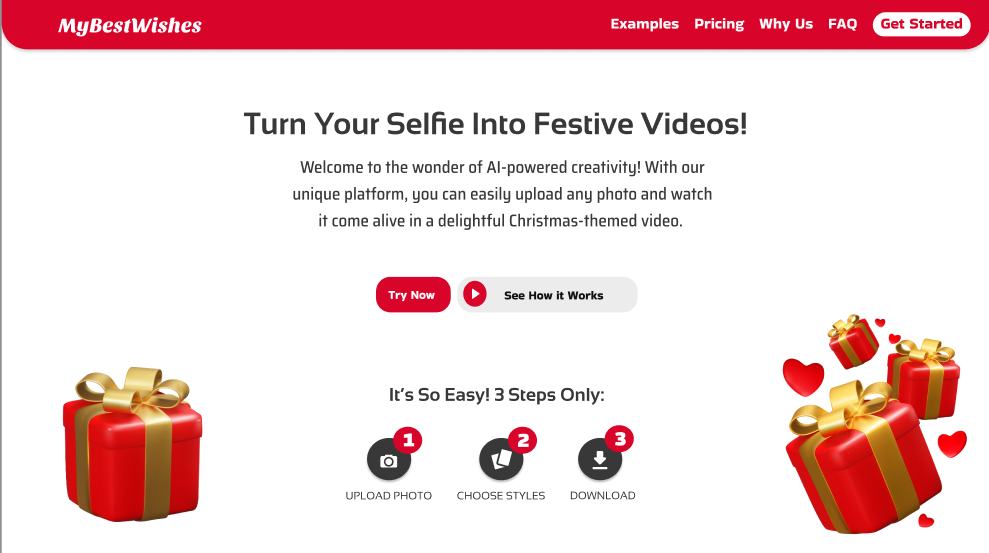 MyBestWishes
Examples Pricing Why Us FAQ Get Started
Turn Your Selfie Into Festive Videos!
Welcome to the wonder of AI-powered creativity! With our
unique platform, you can easily upload any photo and watch
it come alive in a delightful Christmas-themed video.
Try Now
See How it Works
It's So Easy! 3 Steps Only:
1 2 3
UPLOAD PHOTO CHOOSE STYLES DOWNLOAD